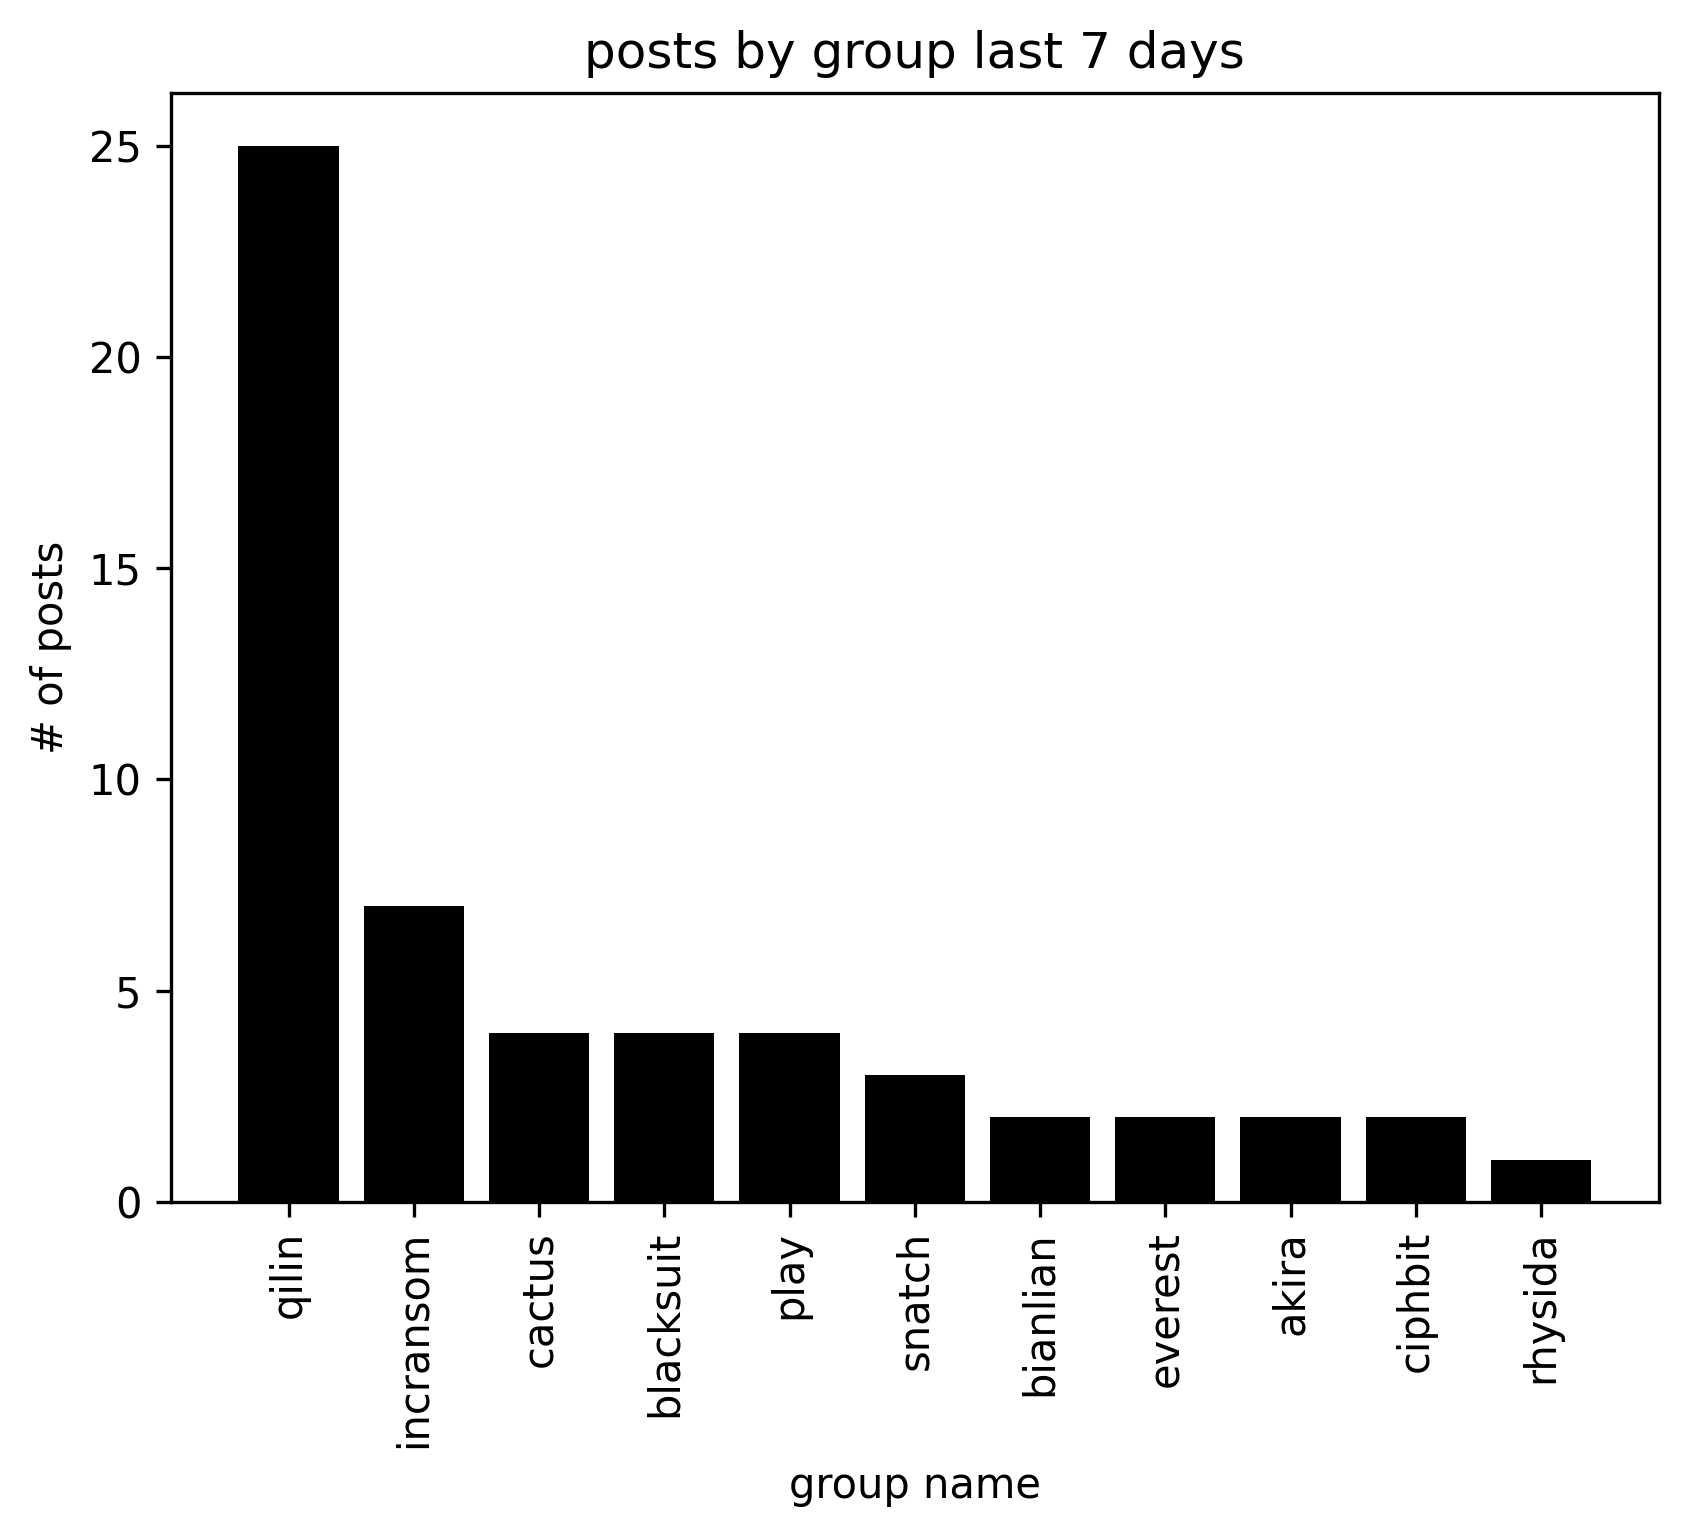 posts by group last 7 days
25
20
15
10
5
0
# of posts
qilin
incransom
cactus
blacksuit
play
snatch
bianlian
everest
akira
ciphbit
rhysida
group name